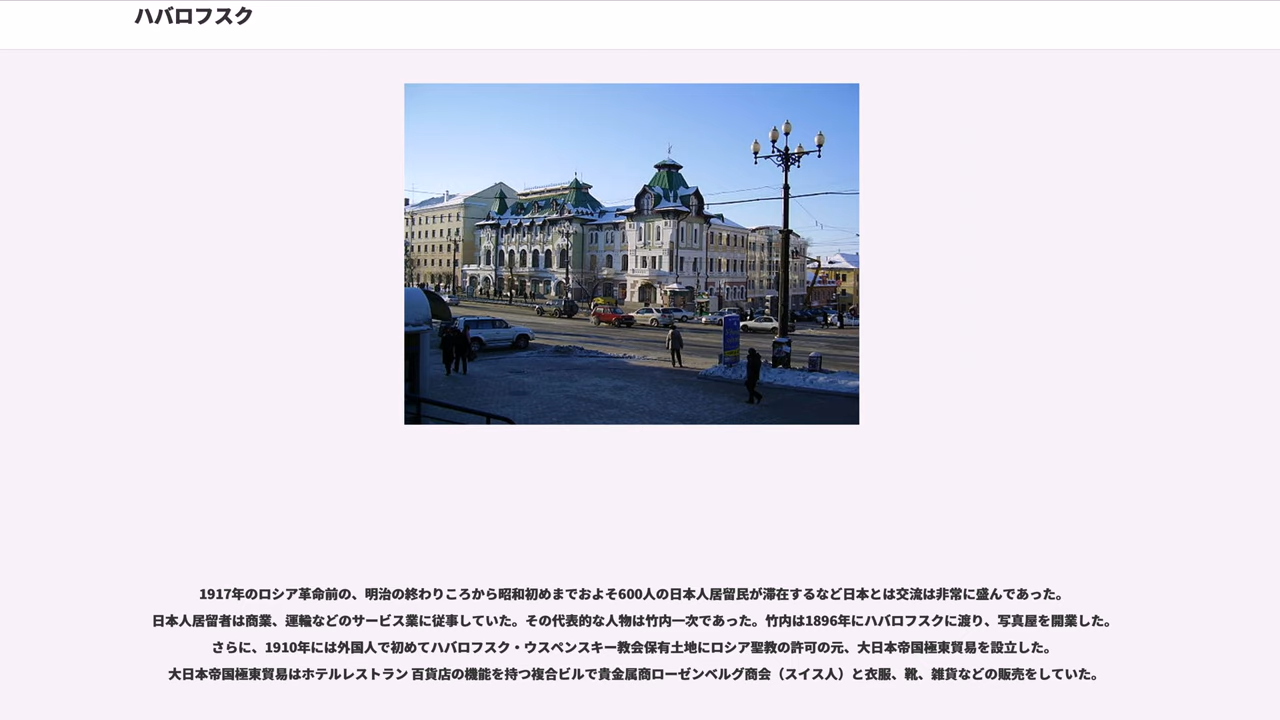 ハバロフスク
1917年のロシア革命前の、明治の終わりころから昭和初めまでおよそ600人の日本人居留民が滞在するなど日本とは交流は非常に盛んであった。
日本人居留者は商業、運輸などのサービス業に従事していた。その代表的な人物は竹内一次であった。竹内は1896年にハバロフスクに渡り、写真屋を開業した。
さらに、1910年には外国人で初めてハバロフスク・ウスペンスキー教会保有土地にロシア聖教の許可の元、大日本帝国極東貿易を設立した。
大日本帝国極東貿易はホテルレストラン 百貨店の機能を持つ複合ビルで貴金属商ローゼンベルグ商会（スイス人）と衣服、靴、雑貨などの販売をしていた。